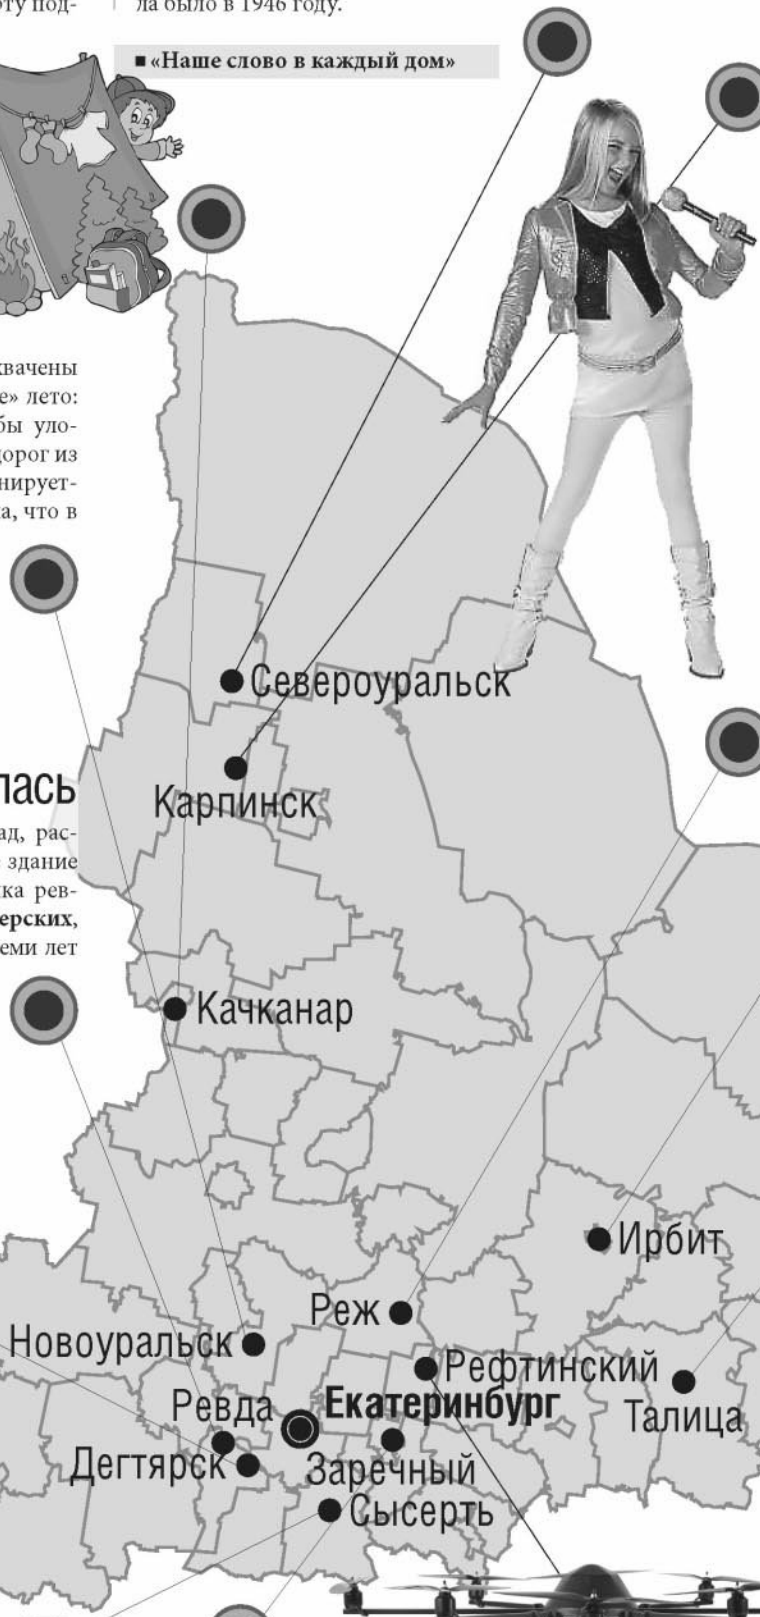 рту под-
ла было в 1946 году.
■ «Наше слово в каждый дом»
хвачены
е» лето:
бы уло-
дорог из
нирует-
а, что в
Североуральск
Карпинск
лась
ад, рас-
здание
ка рев-
ерских,
еми лет
Качканар
Ирбит
Реж
Новоуральск
Рефтинский
Ревда
Екатеринбург
Талица
Дегтярск
Заречный
Сысерть